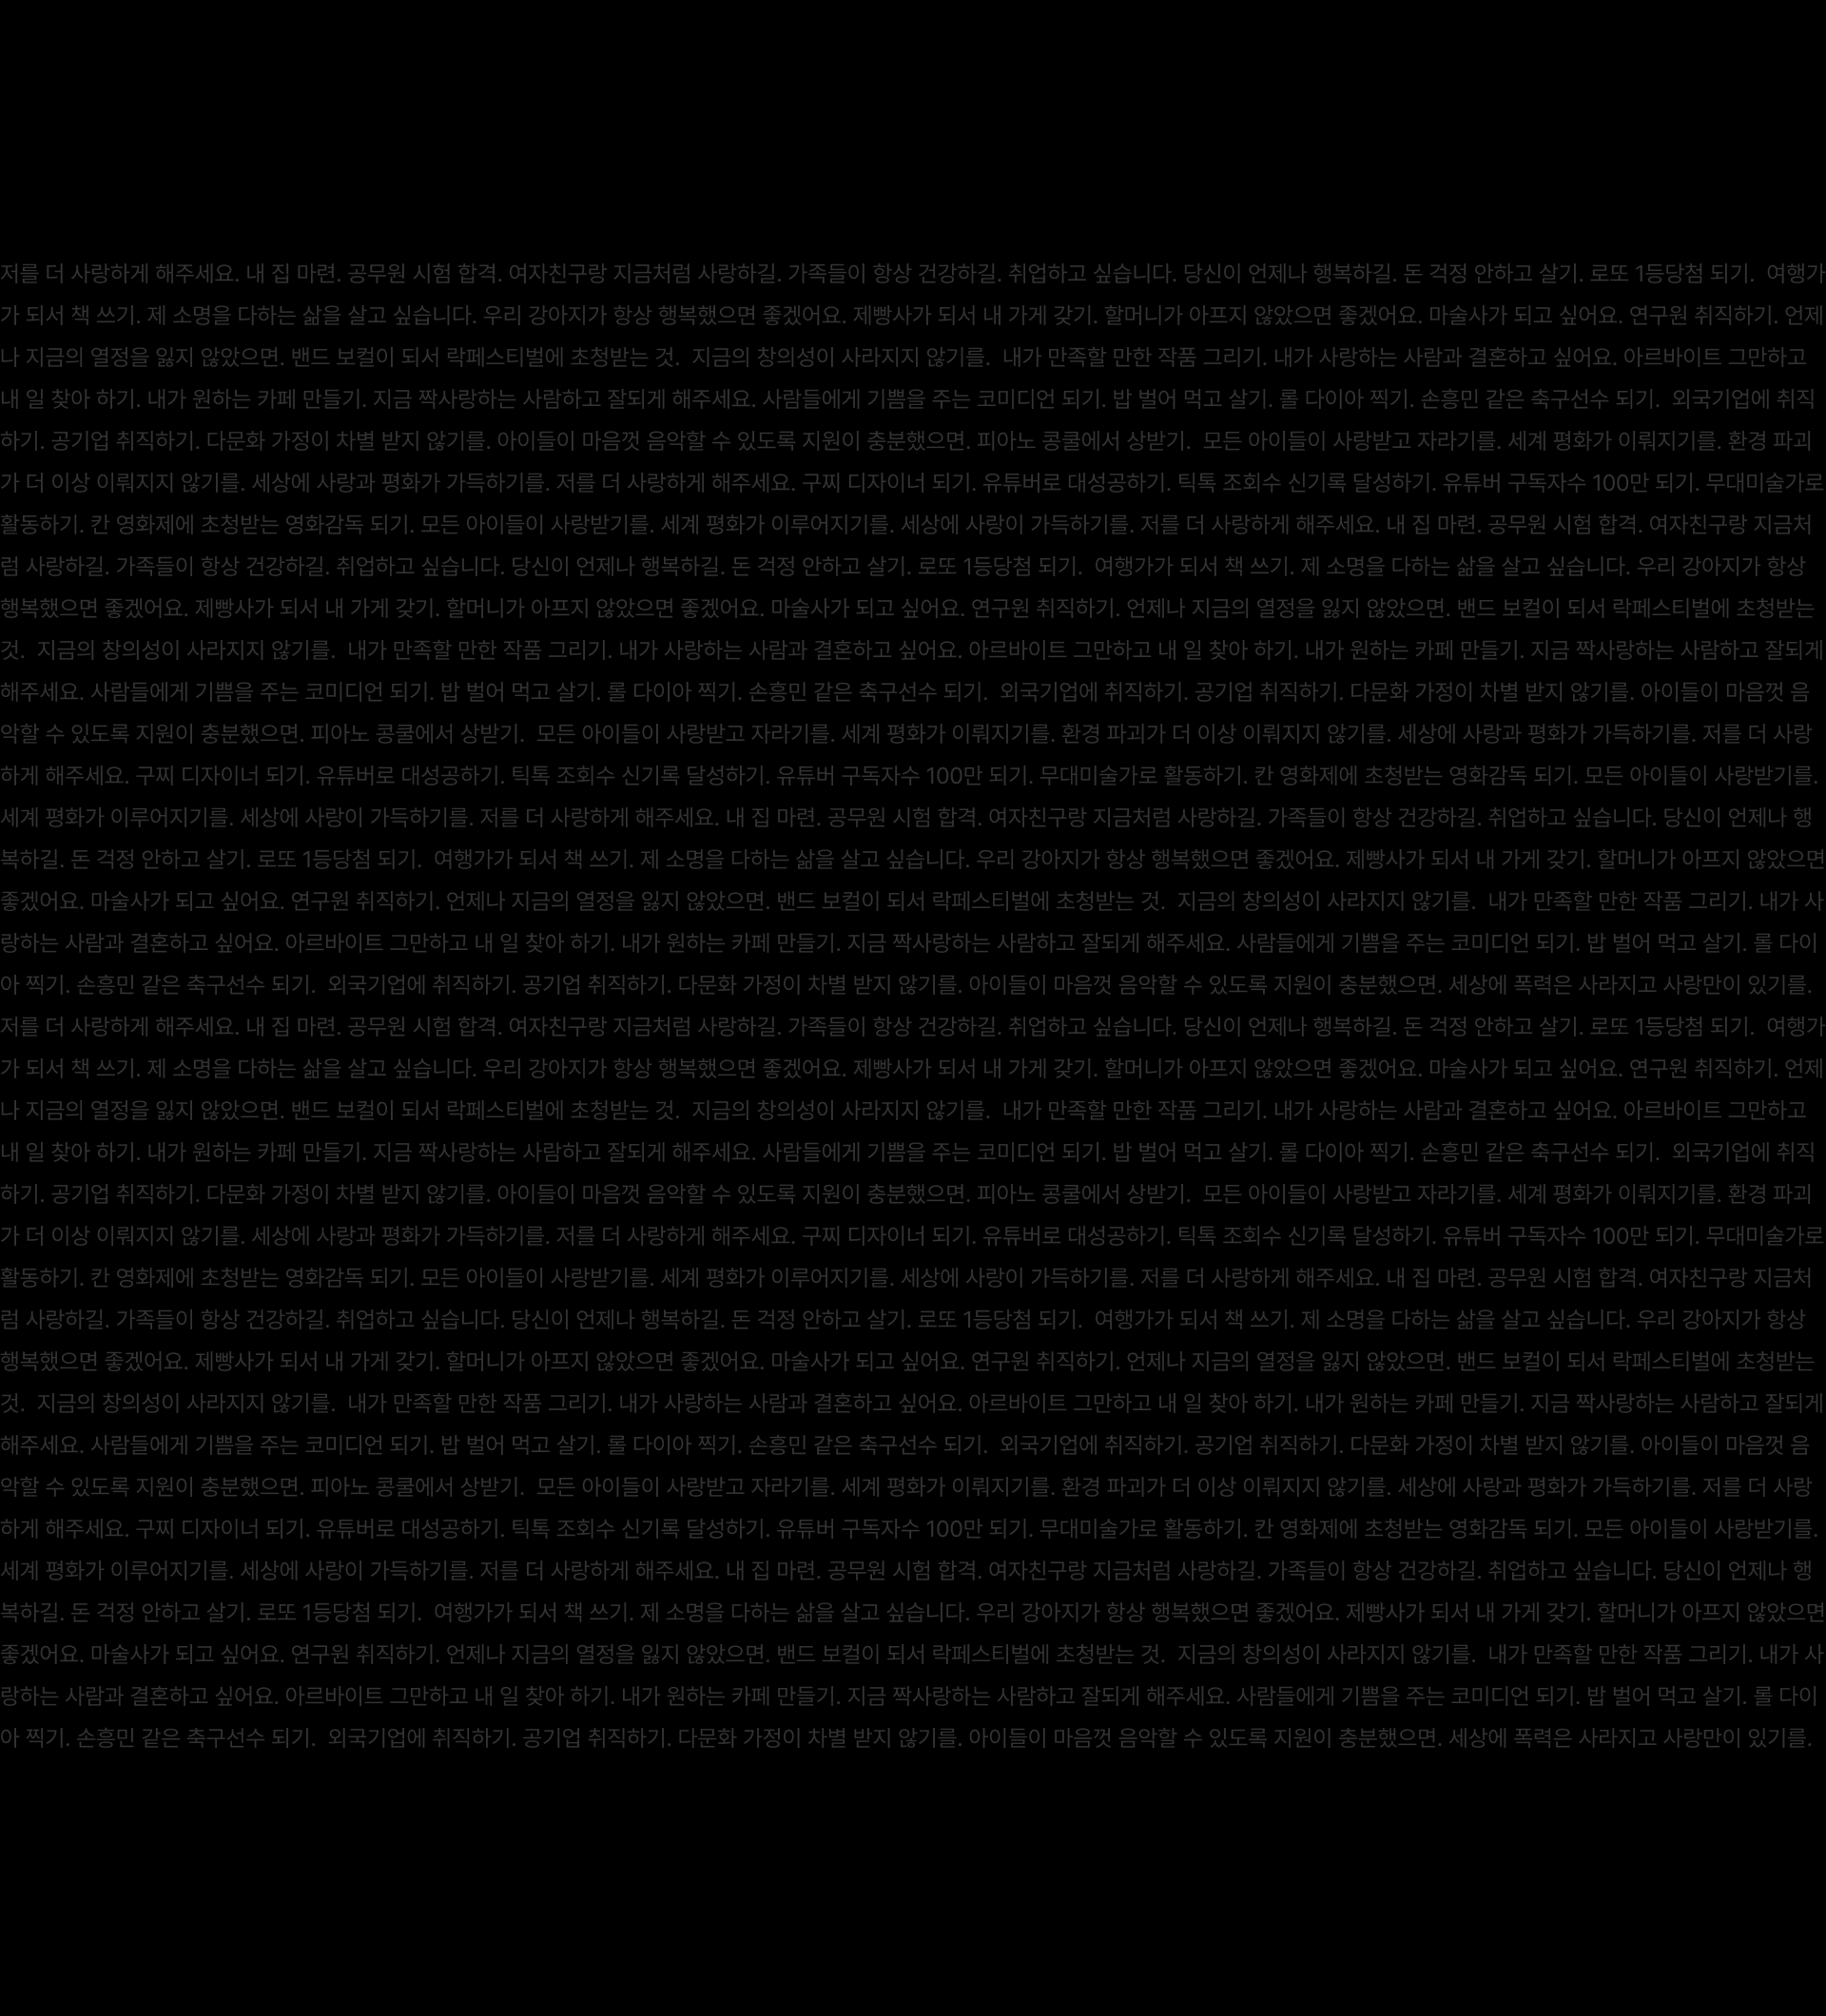 저를 더 사랑하게 해주세요. 내 집 마련. 공무원 시험 합격. 여자친구랑 지금처럼 사랑하길. 가족들이 항상 건강하길. 취업하고 싶습니다. 당신이 언제나 행복하길. 돈 걱정 안하고 살기. 로또 1등당첨 되기.  여행가
가 되서 책 쓰기. 제 소명을 다하는 삶을 살고 싶습니다. 우리 강아지가 항상 행복했으면 좋겠어요. 제빵사가 되서 내 가게 갖기. 할머니가 아프지 않았으면 좋겠어요. 마술사가 되고 싶어요. 연구원 취직하기. 언제
나 지금의 열정을 잃지 않았으면. 밴드 보컬이 되서 락페스티벌에 초청받는 것.  지금의 창의성이 사라지지 않기를.  내가 만족할 만한 작품 그리기. 내가 사랑하는 사람과 결혼하고 싶어요. 아르바이트 그만하고
내 일 찾아 하기. 내가 원하는 카페 만들기. 지금 짝사랑하는 사람하고 잘되게 해주세요. 사람들에게 기쁨을 주는 코미디언 되기. 밥 벌어 먹고 살기. 롤 다이아 찍기. 손흥민 같은 축구선수 되기.  외국기업에 취직
하기. 공기업 취직하기. 다문화 가정이 차별 받지 않기를. 아이들이 마음껏 음악할 수 있도록 지원이 충분했으면. 피아노 콩쿨에서 상받기.  모든 아이들이 사랑받고 자라기를. 세계 평화가 이뤄지기를. 환경 파괴
가 더 이상 이뤄지지 않기를. 세상에 사랑과 평화가 가득하기를. 저를 더 사랑하게 해주세요. 구찌 디자이너 되기. 유튜버로 대성공하기. 틱톡 조회수 신기록 달성하기. 유튜버 구독자수 100만 되기. 무대미술가로
활동하기. 칸 영화제에 초청받는 영화감독 되기. 모든 아이들이 사랑받기를. 세계 평화가 이루어지기를. 세상에 사랑이 가득하기를. 저를 더 사랑하게 해주세요. 내 집 마련. 공무원 시험 합격. 여자친구랑 지금처
럼 사랑하길. 가족들이 항상 건강하길. 취업하고 싶습니다. 당신이 언제나 행복하길. 돈 걱정 안하고 살기. 로또 1등당첨 되기.  여행가가 되서 책 쓰기. 제 소명을 다하는 삶을 살고 싶습니다. 우리 강아지가 항상
행복했으면 좋겠어요. 제빵사가 되서 내 가게 갖기. 할머니가 아프지 않았으면 좋겠어요. 마술사가 되고 싶어요. 연구원 취직하기. 언제나 지금의 열정을 잃지 않았으면. 밴드 보컬이 되서 락페스티벌에 초청받는
것.  지금의 창의성이 사라지지 않기를.  내가 만족할 만한 작품 그리기. 내가 사랑하는 사람과 결혼하고 싶어요. 아르바이트 그만하고 내 일 찾아 하기. 내가 원하는 카페 만들기. 지금 짝사랑하는 사람하고 잘되게
해주세요. 사람들에게 기쁨을 주는 코미디언 되기. 밥 벌어 먹고 살기. 롤 다이아 찍기. 손흥민 같은 축구선수 되기.  외국기업에 취직하기. 공기업 취직하기. 다문화 가정이 차별 받지 않기를. 아이들이 마음껏 음
악할 수 있도록 지원이 충분했으면. 피아노 콩쿨에서 상받기.  모든 아이들이 사랑받고 자라기를. 세계 평화가 이뤄지기를. 환경 파괴가 더 이상 이뤄지지 않기를. 세상에 사랑과 평화가 가득하기를. 저를 더 사랑
하게 해주세요. 구찌 디자이너 되기. 유튜버로 대성공하기. 틱톡 조회수 신기록 달성하기. 유튜버 구독자수 100만 되기. 무대미술가로 활동하기. 칸 영화제에 초청받는 영화감독 되기. 모든 아이들이 사랑받기를.
세계 평화가 이루어지기를. 세상에 사랑이 가득하기를. 저를 더 사랑하게 해주세요. 내 집 마련. 공무원 시험 합격. 여자친구랑 지금처럼 사랑하길. 가족들이 항상 건강하길. 취업하고 싶습니다. 당신이 언제나 행
복하길. 돈 걱정 안하고 살기. 로또 1등당첨 되기.  여행가가 되서 책 쓰기. 제 소명을 다하는 삶을 살고 싶습니다. 우리 강아지가 항상 행복했으면 좋겠어요. 제빵사가 되서 내 가게 갖기. 할머니가 아프지 않았으면
좋겠어요. 마술사가 되고 싶어요. 연구원 취직하기. 언제나 지금의 열정을 잃지 않았으면. 밴드 보컬이 되서 락페스티벌에 초청받는 것.  지금의 창의성이 사라지지 않기를.  내가 만족할 만한 작품 그리기. 내가 사
랑하는 사람과 결혼하고 싶어요. 아르바이트 그만하고 내 일 찾아 하기. 내가 원하는 카페 만들기. 지금 짝사랑하는 사람하고 잘되게 해주세요. 사람들에게 기쁨을 주는 코미디언 되기. 밥 벌어 먹고 살기. 롤 다이
아 찍기. 손흥민 같은 축구선수 되기.  외국기업에 취직하기. 공기업 취직하기. 다문화 가정이 차별 받지 않기를. 아이들이 마음껏 음악할 수 있도록 지원이 충분했으면. 세상에 폭력은 사라지고 사랑만이 있기를.
저를 더 사랑하게 해주세요. 내 집 마련. 공무원 시험 합격. 여자친구랑 지금처럼 사랑하길. 가족들이 항상 건강하길. 취업하고 싶습니다. 당신이 언제나 행복하길. 돈 걱정 안하고 살기. 로또 1등당첨 되기.  여행가
가 되서 책 쓰기. 제 소명을 다하는 삶을 살고 싶습니다. 우리 강아지가 항상 행복했으면 좋겠어요. 제빵사가 되서 내 가게 갖기. 할머니가 아프지 않았으면 좋겠어요. 마술사가 되고 싶어요. 연구원 취직하기. 언제
나 지금의 열정을 잃지 않았으면. 밴드 보컬이 되서 락페스티벌에 초청받는 것.  지금의 창의성이 사라지지 않기를.  내가 만족할 만한 작품 그리기. 내가 사랑하는 사람과 결혼하고 싶어요. 아르바이트 그만하고
내 일 찾아 하기. 내가 원하는 카페 만들기. 지금 짝사랑하는 사람하고 잘되게 해주세요. 사람들에게 기쁨을 주는 코미디언 되기. 밥 벌어 먹고 살기. 롤 다이아 찍기. 손흥민 같은 축구선수 되기.  외국기업에 취직
하기. 공기업 취직하기. 다문화 가정이 차별 받지 않기를. 아이들이 마음껏 음악할 수 있도록 지원이 충분했으면. 피아노 콩쿨에서 상받기.  모든 아이들이 사랑받고 자라기를. 세계 평화가 이뤄지기를. 환경 파괴
가 더 이상 이뤄지지 않기를. 세상에 사랑과 평화가 가득하기를. 저를 더 사랑하게 해주세요. 구찌 디자이너 되기. 유튜버로 대성공하기. 틱톡 조회수 신기록 달성하기. 유튜버 구독자수 100만 되기. 무대미술가로
활동하기. 칸 영화제에 초청받는 영화감독 되기. 모든 아이들이 사랑받기를. 세계 평화가 이루어지기를. 세상에 사랑이 가득하기를. 저를 더 사랑하게 해주세요. 내 집 마련. 공무원 시험 합격. 여자친구랑 지금처
럼 사랑하길. 가족들이 항상 건강하길. 취업하고 싶습니다. 당신이 언제나 행복하길. 돈 걱정 안하고 살기. 로또 1등당첨 되기.  여행가가 되서 책 쓰기. 제 소명을 다하는 삶을 살고 싶습니다. 우리 강아지가 항상
행복했으면 좋겠어요. 제빵사가 되서 내 가게 갖기. 할머니가 아프지 않았으면 좋겠어요. 마술사가 되고 싶어요. 연구원 취직하기. 언제나 지금의 열정을 잃지 않았으면. 밴드 보컬이 되서 락페스티벌에 초청받는
것.  지금의 창의성이 사라지지 않기를.  내가 만족할 만한 작품 그리기. 내가 사랑하는 사람과 결혼하고 싶어요. 아르바이트 그만하고 내 일 찾아 하기. 내가 원하는 카페 만들기. 지금 짝사랑하는 사람하고 잘되게
해주세요. 사람들에게 기쁨을 주는 코미디언 되기. 밥 벌어 먹고 살기. 롤 다이아 찍기. 손흥민 같은 축구선수 되기.  외국기업에 취직하기. 공기업 취직하기. 다문화 가정이 차별 받지 않기를. 아이들이 마음껏 음
악할 수 있도록 지원이 충분했으면. 피아노 콩쿨에서 상받기.  모든 아이들이 사랑받고 자라기를. 세계 평화가 이뤄지기를. 환경 파괴가 더 이상 이뤄지지 않기를. 세상에 사랑과 평화가 가득하기를. 저를 더 사랑
하게 해주세요. 구찌 디자이너 되기. 유튜버로 대성공하기. 틱톡 조회수 신기록 달성하기. 유튜버 구독자수 100만 되기. 무대미술가로 활동하기. 칸 영화제에 초청받는 영화감독 되기. 모든 아이들이 사랑받기를.
세계 평화가 이루어지기를. 세상에 사랑이 가득하기를. 저를 더 사랑하게 해주세요. 내 집 마련. 공무원 시험 합격. 여자친구랑 지금처럼 사랑하길. 가족들이 항상 건강하길. 취업하고 싶습니다. 당신이 언제나 행
복하길. 돈 걱정 안하고 살기. 로또 1등당첨 되기.  여행가가 되서 책 쓰기. 제 소명을 다하는 삶을 살고 싶습니다. 우리 강아지가 항상 행복했으면 좋겠어요. 제빵사가 되서 내 가게 갖기. 할머니가 아프지 않았으면
좋겠어요. 마술사가 되고 싶어요. 연구원 취직하기. 언제나 지금의 열정을 잃지 않았으면. 밴드 보컬이 되서 락페스티벌에 초청받는 것.  지금의 창의성이 사라지지 않기를.  내가 만족할 만한 작품 그리기. 내가 사
랑하는 사람과 결혼하고 싶어요. 아르바이트 그만하고 내 일 찾아 하기. 내가 원하는 카페 만들기. 지금 짝사랑하는 사람하고 잘되게 해주세요. 사람들에게 기쁨을 주는 코미디언 되기. 밥 벌어 먹고 살기. 롤 다이
아 찍기. 손흥민 같은 축구선수 되기.  외국기업에 취직하기. 공기업 취직하기. 다문화 가정이 차별 받지 않기를. 아이들이 마음껏 음악할 수 있도록 지원이 충분했으면. 세상에 폭력은 사라지고 사랑만이 있기를.